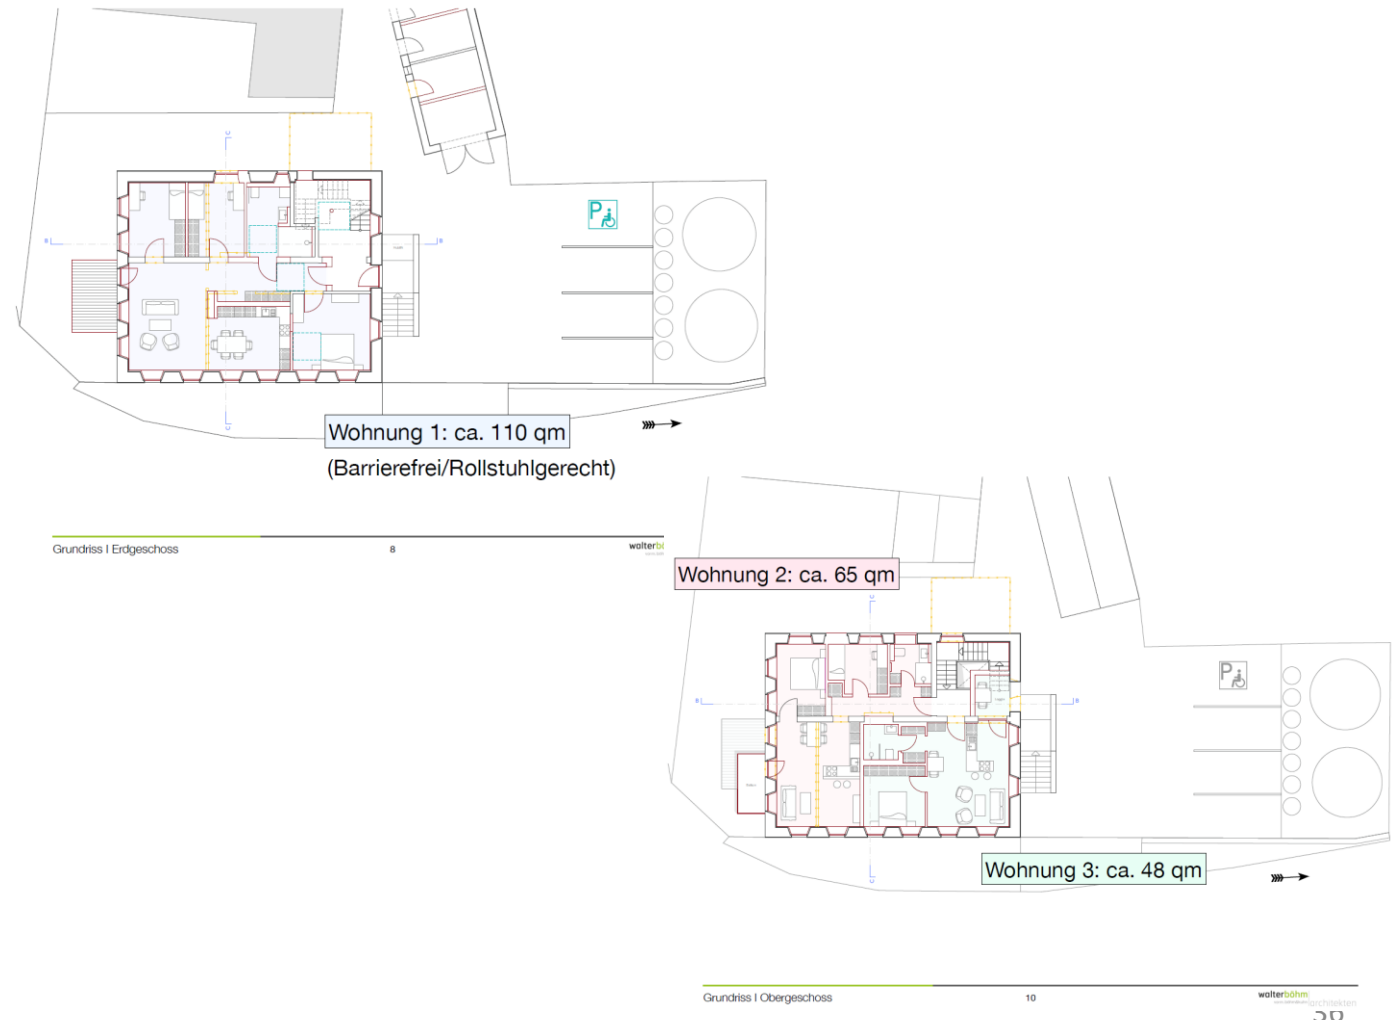 P
C
B
B
C
Wohnung 1: ca. 110 qm
(Barrierefrei/Rollstuhlgerecht)
Grundriss I Erdgeschoss
8
walterb
Wohnung 2: ca. 65 qm
C
P
B
B
C
Wohnung 3: ca. 48 qm
Grundriss I Obergeschoss
10
walterböhm
architekten